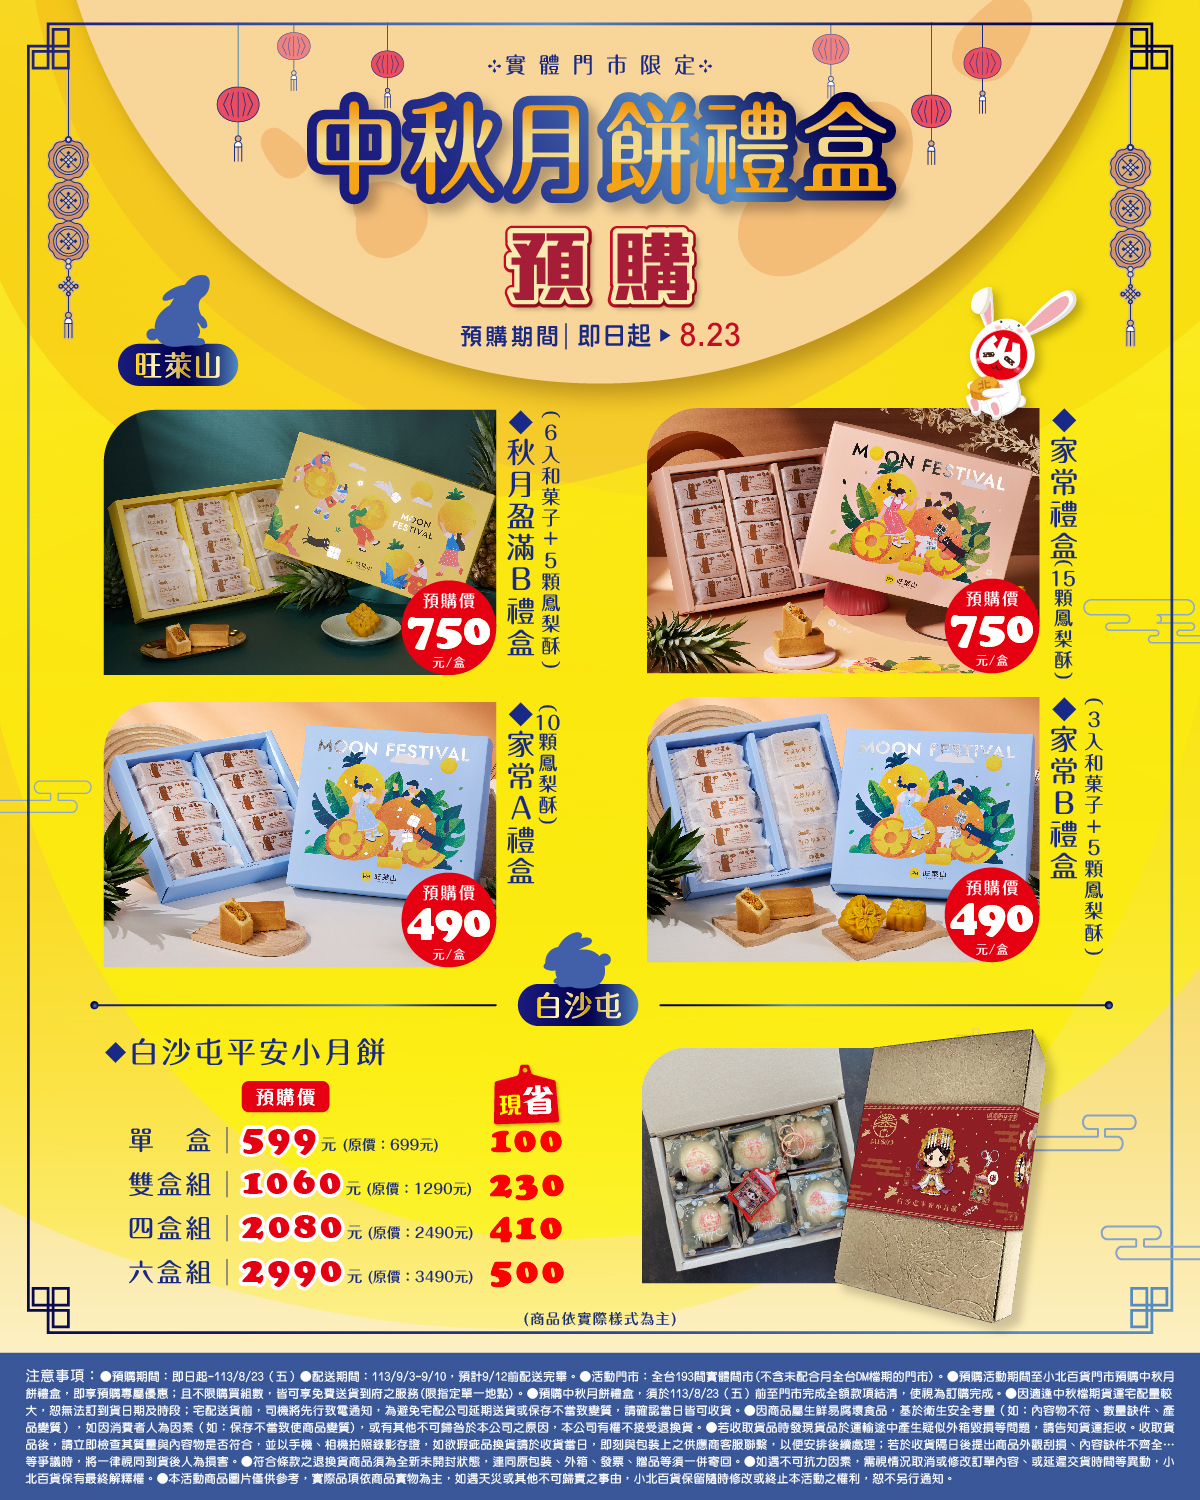 實體門市限定
中秋月餅禮盒
預購
預購期間｜即日起▶8.23
旺萊山
北
◆秋月盈滿B禮盒
(6入和菓子+5顆鳳梨酥)
MOON
FESTIVAL
旺萊山
預購價
750
元/盒
◆家常禮盒(15顆鳳梨酥)
MOON FESTIVAL
旺萊山
預購價
750
元/盒
◆家常A禮盒
(10顆鳳梨酥)
MOON FESTIVAL
旺萊山
預購價
490
元/盒
◆家常B禮盒
(3入和菓子+5顆鳳梨酥)
MOON FESTIVAL
旺萊山
預購價
490
元/盒
白沙屯
◆白沙屯平安小月餅
預購價
現省
單 盒｜599元 (原價：699元) 100
雙盒組｜1060元 (原價：1290元) 230
四盒組｜2080元 (原價：2490元) 410
六盒組｜2990元 (原價：3490元) 500
(商品依實際樣式為主)
注意事項：●預購期間：即日起-113/8/23（五）●配送期間：113/9/3-9/10，預計9/12前配送完畢。●活動門市：全台193間實體間市(不含未配合月全台DM檔期的門市)。●預購活動期間至小北百貨門市預購中秋月
餅禮盒，即享預購專屬優惠；且不限購買組數，皆可享免費送貨到府之服務(限指定單一地點)。●預購中秋月餅禮盒，須於113/8/23（五）前至門市完成全額款項結清，使視為訂購完成。●因適逢中秋檔期貨運宅配量較
大，恕無法訂到貨日期及時段；宅配送貨前，司機將先行致電通知，為避免宅配公司延期送貨或保存不當致變質，請確認當日皆可收貨。●因商品屬生鮮易腐壞食品，基於衛生安全考量（如：內容物不符、數量缺件、產
品變質），如因消費者人為因素（如：保存不當致使商品變質），或有其他不可歸咎於本公司之原因，本公司有權不接受退換貨。●若收取貨品時發現貨品於運輸途中產生疑似外箱毀損等問題，請告知貨運拒收。收取貨
品後，請立即檢查其質量與內容物是否符合，並以手機、相機拍照錄影存證，如欲瑕疵品換貨請於收貨當日，即刻與包裝上之供應商客服聯繫，以便安排後續處理；若於收貨隔日後提出商品外觀刮損、內容缺件不齊全⋯
等爭議時，將一律視同到貨後人為損害。●符合條款之退換貨商品須為全新未開封狀態，連同原包裝、外箱、發票、贈品等須一併寄回。●如遇不可抗力因素，需視情況取消或修改訂單內容、或延遲交貨時間等異動，小
北百貨保有最終解釋權。●本活動商品圖片僅供參考，實際品項依商品實物為主，如遇天災或其他不可歸責之事由，小北百貨保留隨時修改或終止本活動之權利，恕不另行通知。